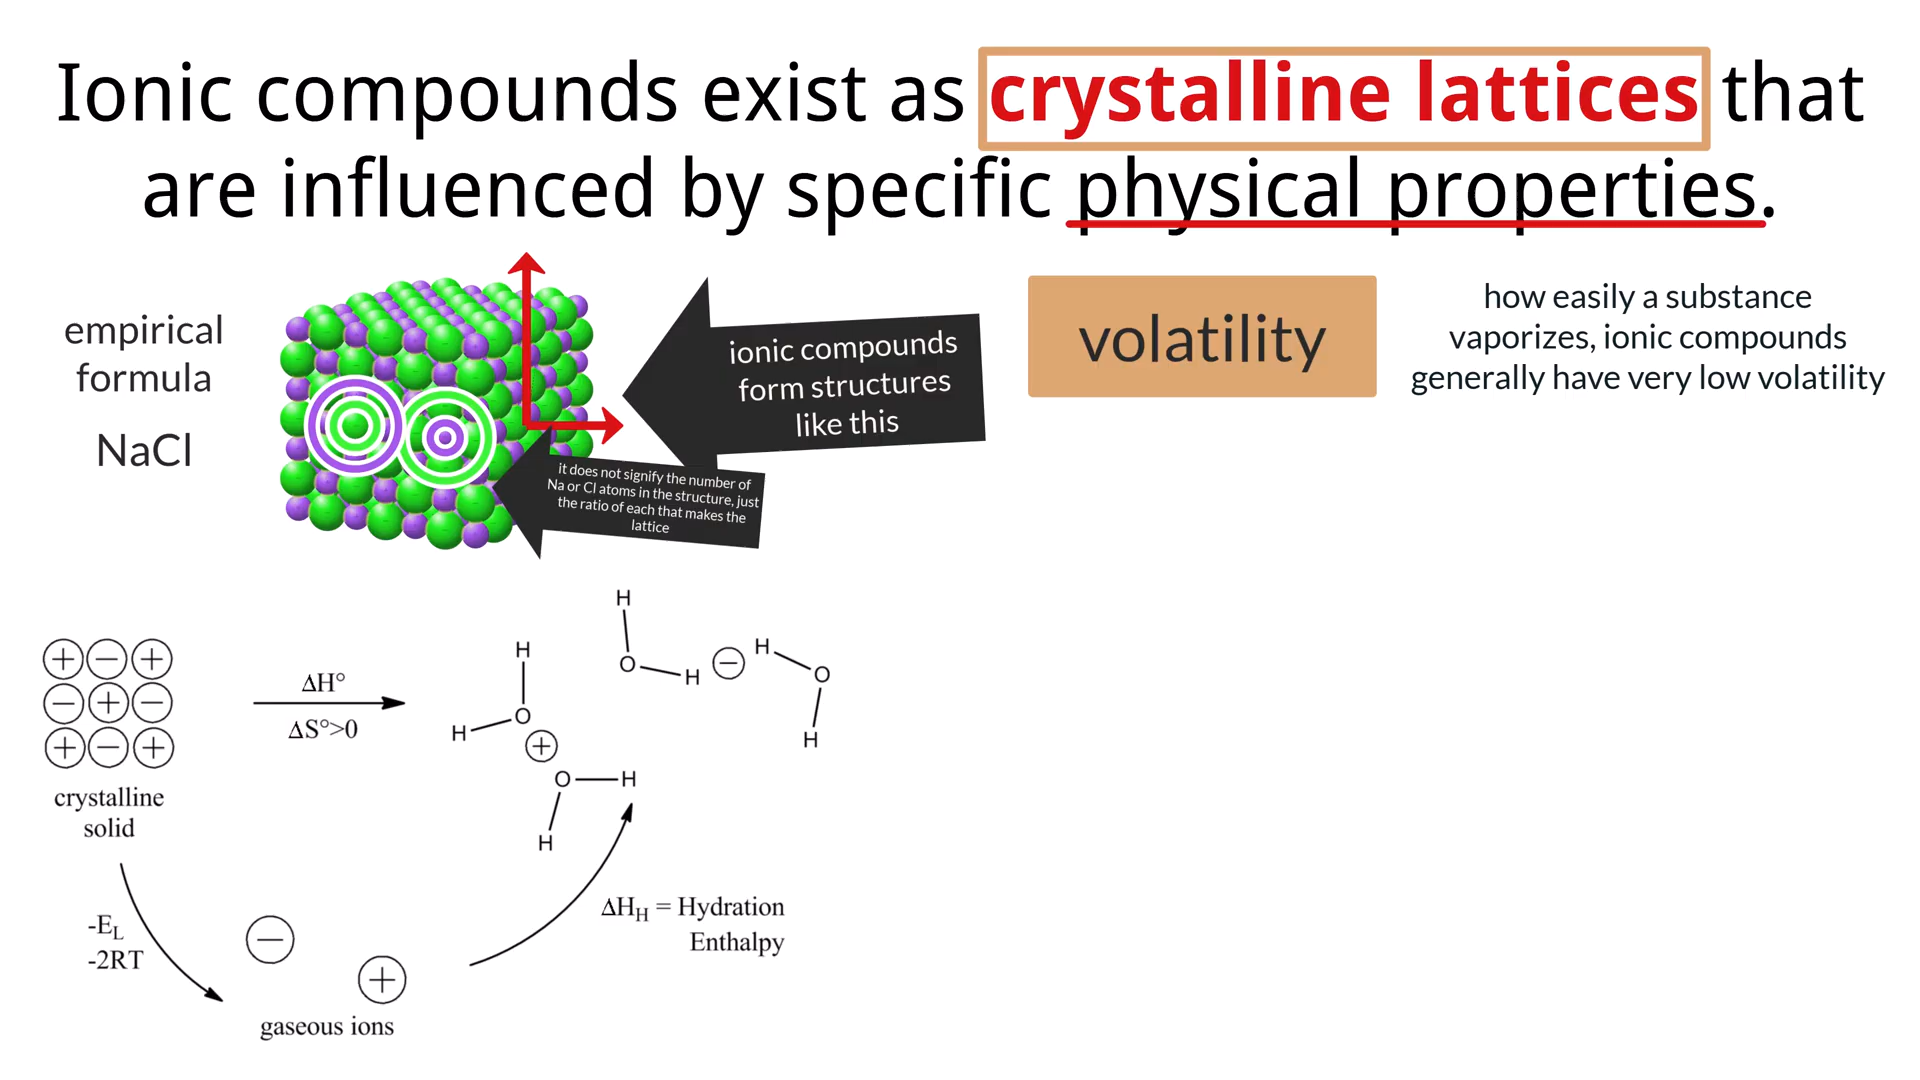 Ionic compounds exist as crystalline lattices that
are influenced by specific physical properties.
empirical
formula
NaCl
ionic compounds
form structures
like this
it does not signify the number of
Na or Cl atoms in the structure, just
the ratio of each that makes the
lattice
volatility
how easily a substance
vaporizes, ionic compounds
generally have very low volatility
+ − +
− + −
+ − +
crystalline
solid
ΔH°
ΔS°>0
H
O
H
+
O H
H
H
O H
−
H
O
H
-E_L
-2RT
−
+
gaseous ions
ΔH_H = Hydration
Enthalpy